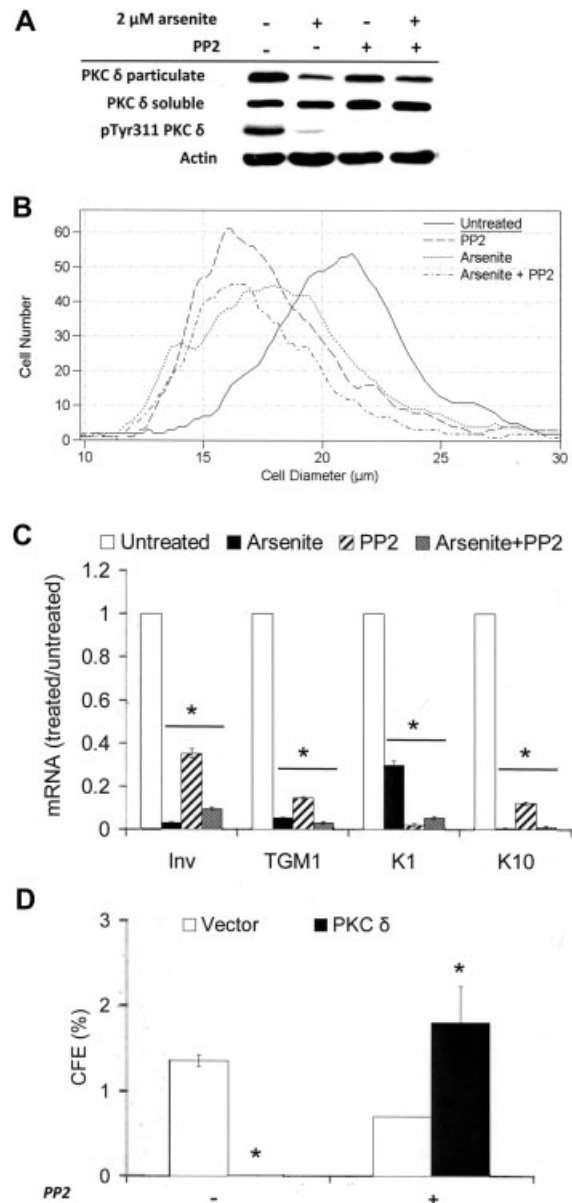 A
2 µM arsenite - + - +
PP2 - - + +
PKC δ particulate
PKC δ soluble
pTyr311 PKC δ
Actin
B
Cell Number
60
50
40
30
20
10
0
Untreated
PP2
Arsenite
Arsenite + PP2
10 15 20 25 30
Cell Diameter (µm)
C
Untreated Arsenite PP2 Arsenite+PP2
mRNA (treated/untreated)
1.2
1
0.8
0.6
0.4
0.2
0
* * * *
Inv TGM1 K1 K10
D
Vector PKC δ
CFE (%)
3
2
1
0
* *
PP2 - +